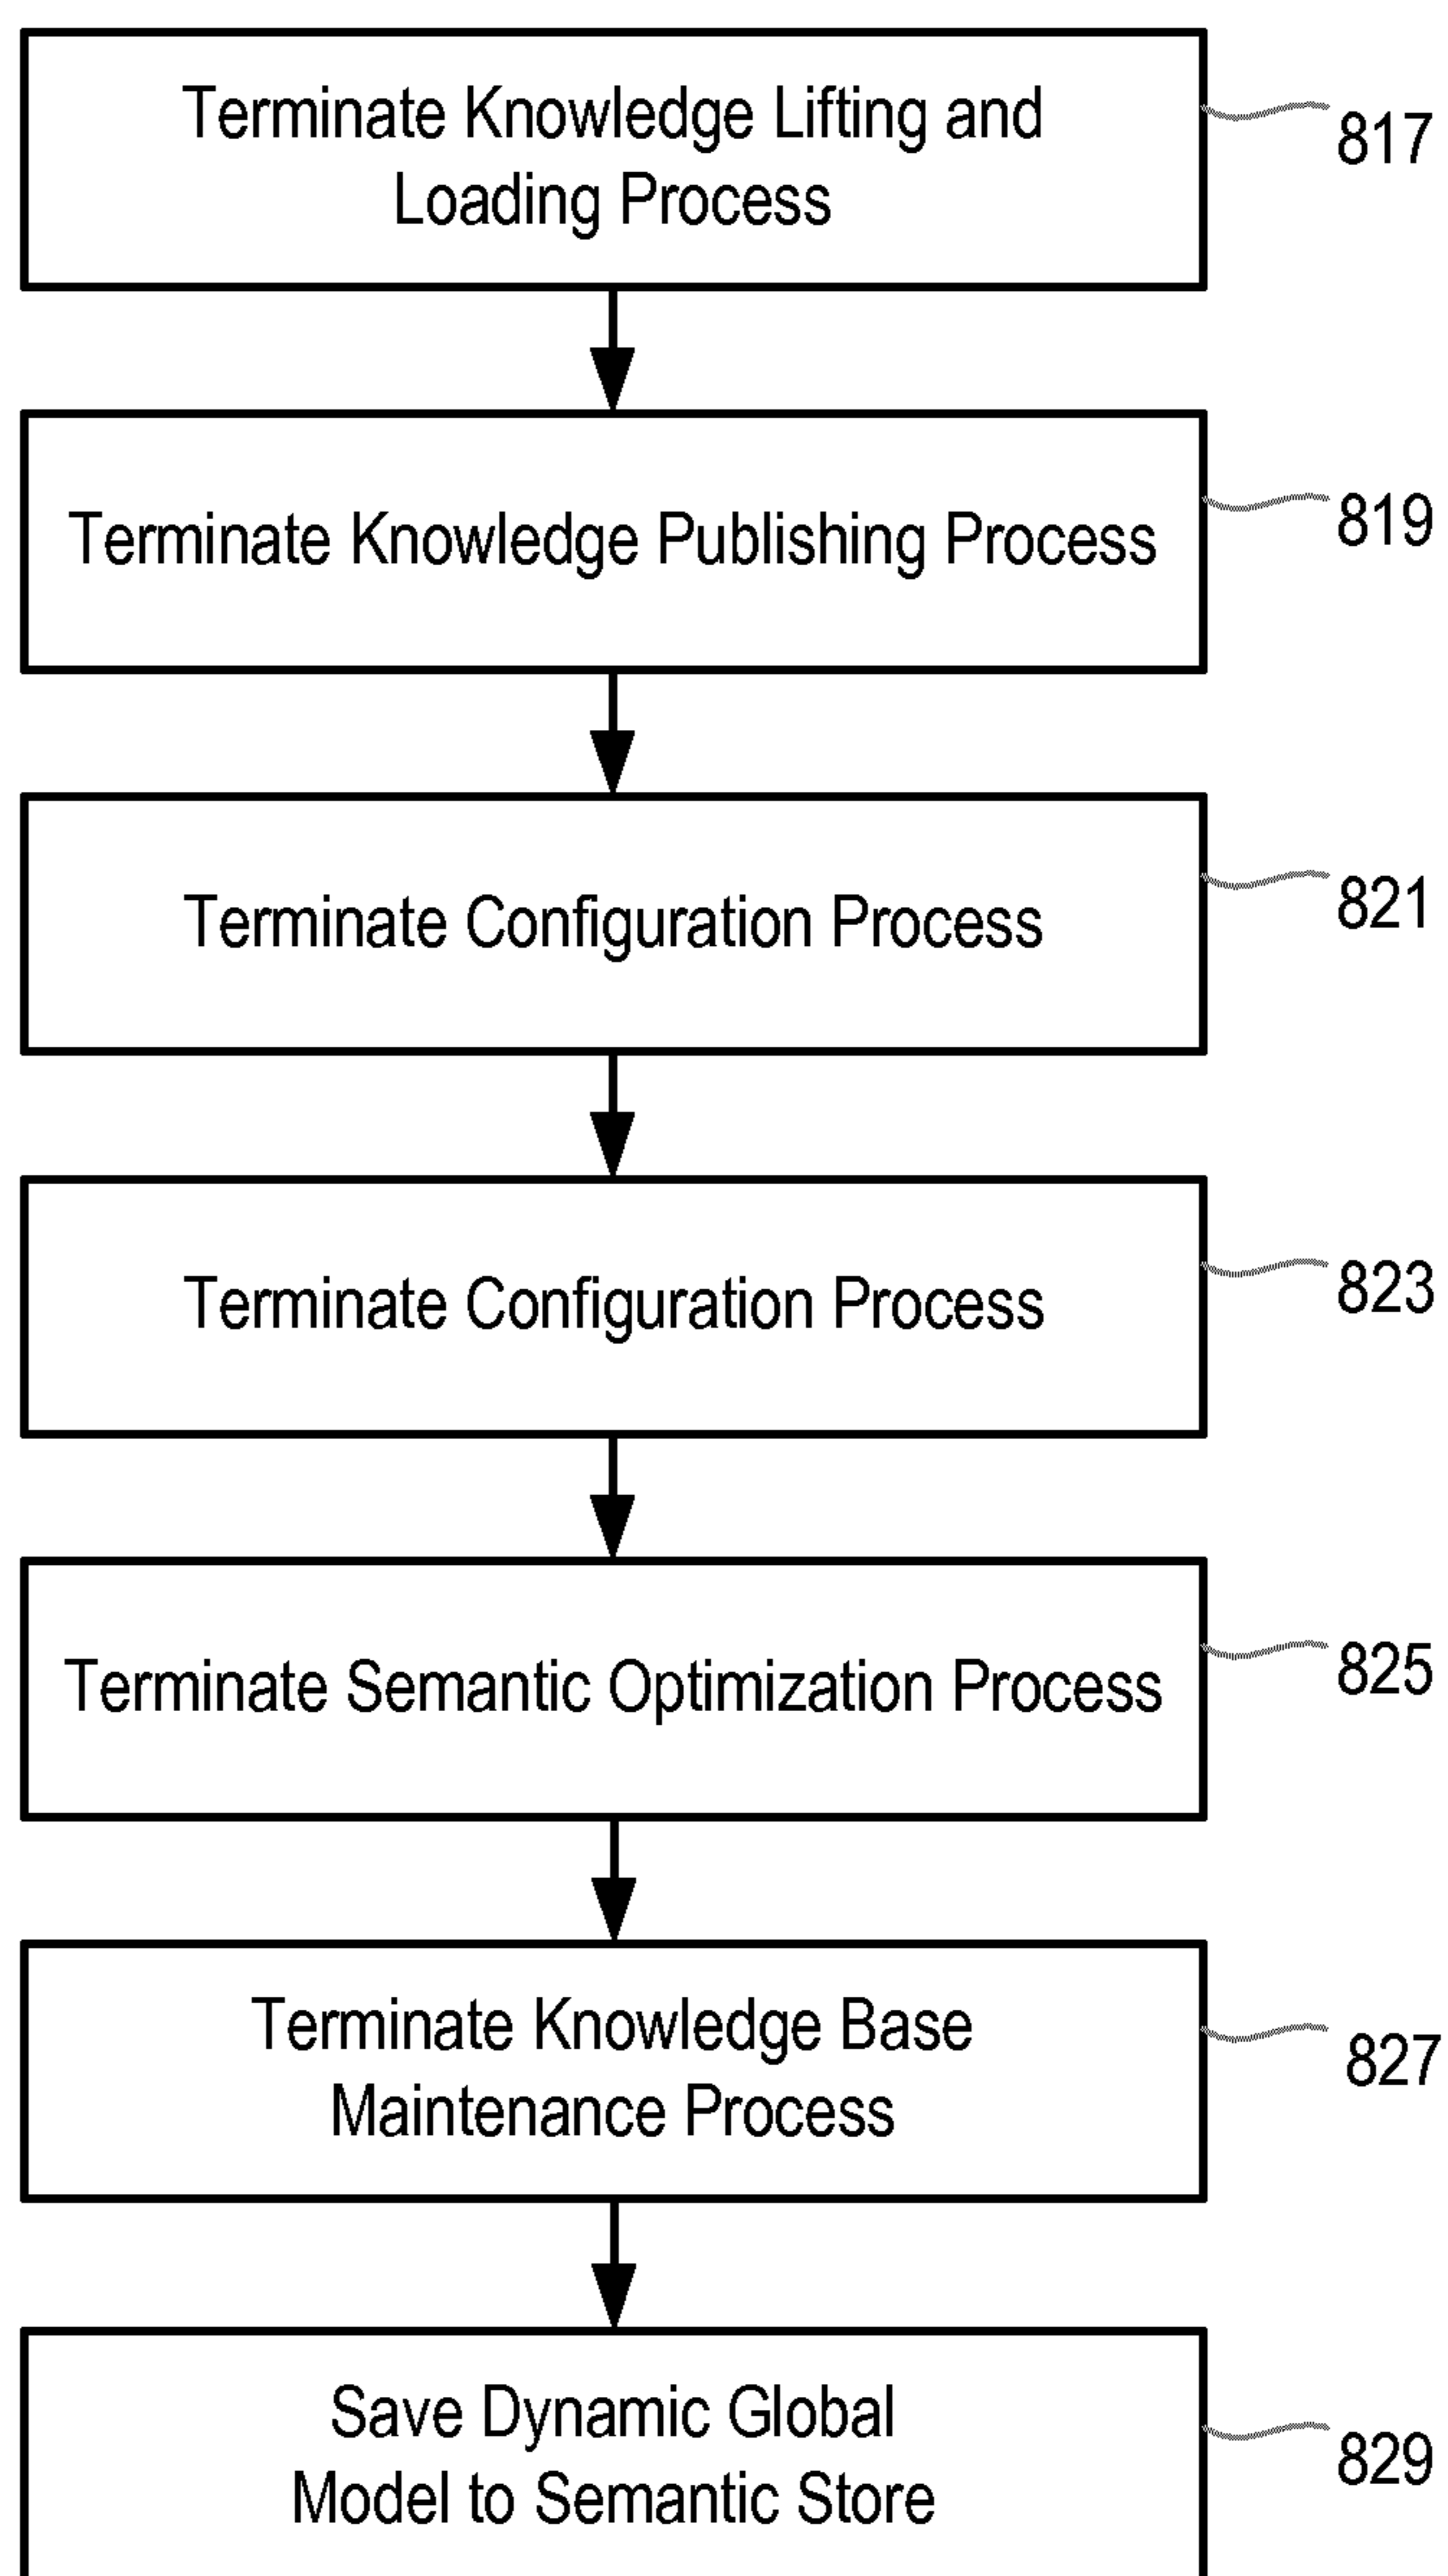 Terminate Knowledge Lifting and
Loading Process
817
Terminate Knowledge Publishing Process
819
Terminate Configuration Process
821
Terminate Configuration Process
823
Terminate Semantic Optimization Process
825
Terminate Knowledge Base
Maintenance Process
827
Save Dynamic Global
Model to Semantic Store
829